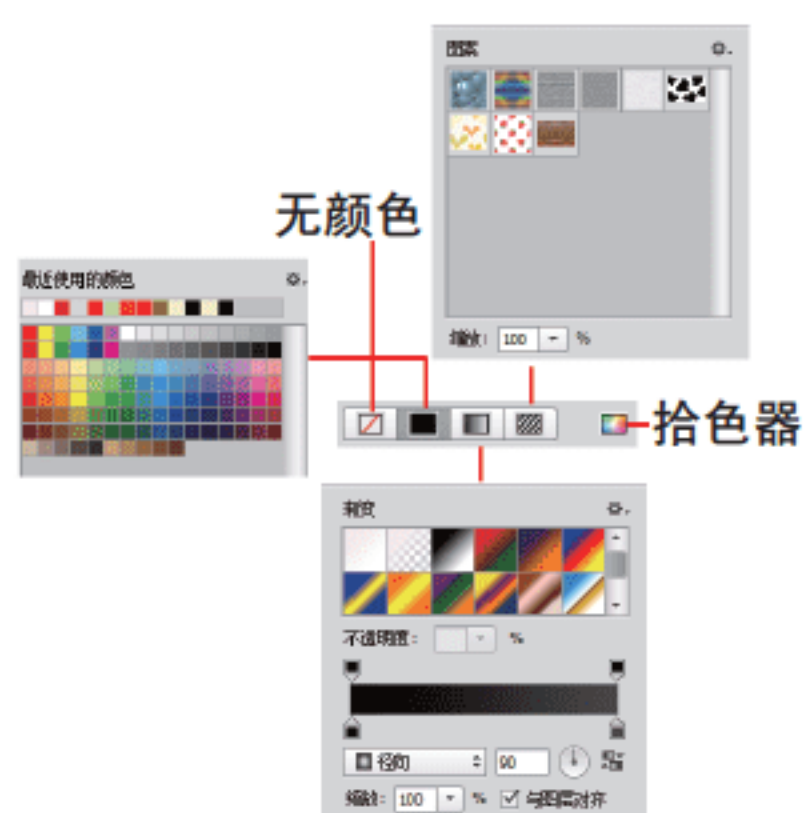 图案
无颜色
最近使用的颜色
缩放： 100 %
拾色器
渐变
不透明度： %
径向 90
缩放： 100 % 与图层对齐